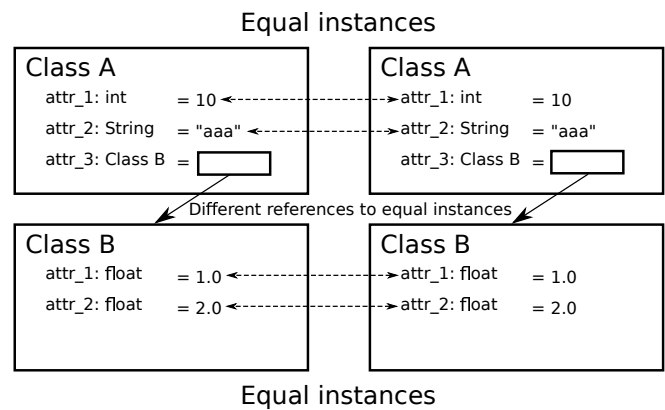 Equal instances
Class A
attr_1: int = 10
attr_2: String = "aaa"
attr_3: Class B =
Class A
attr_1: int = 10
attr_2: String = "aaa"
attr_3: Class B =
Different references to equal instances
Class B
attr_1: float = 1.0
attr_2: float = 2.0
Class B
attr_1: float = 1.0
attr_2: float = 2.0
Equal instances